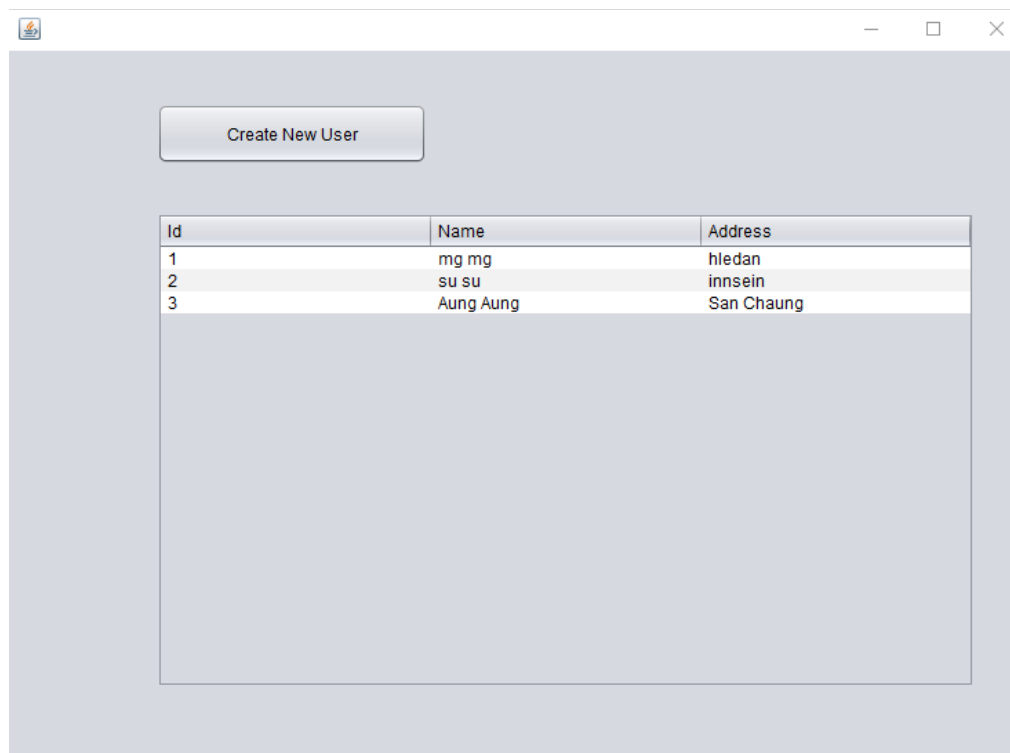 Create New User
Id Name Address
1 mg mg hledan
2 su su innsein
3 Aung Aung San Chaung